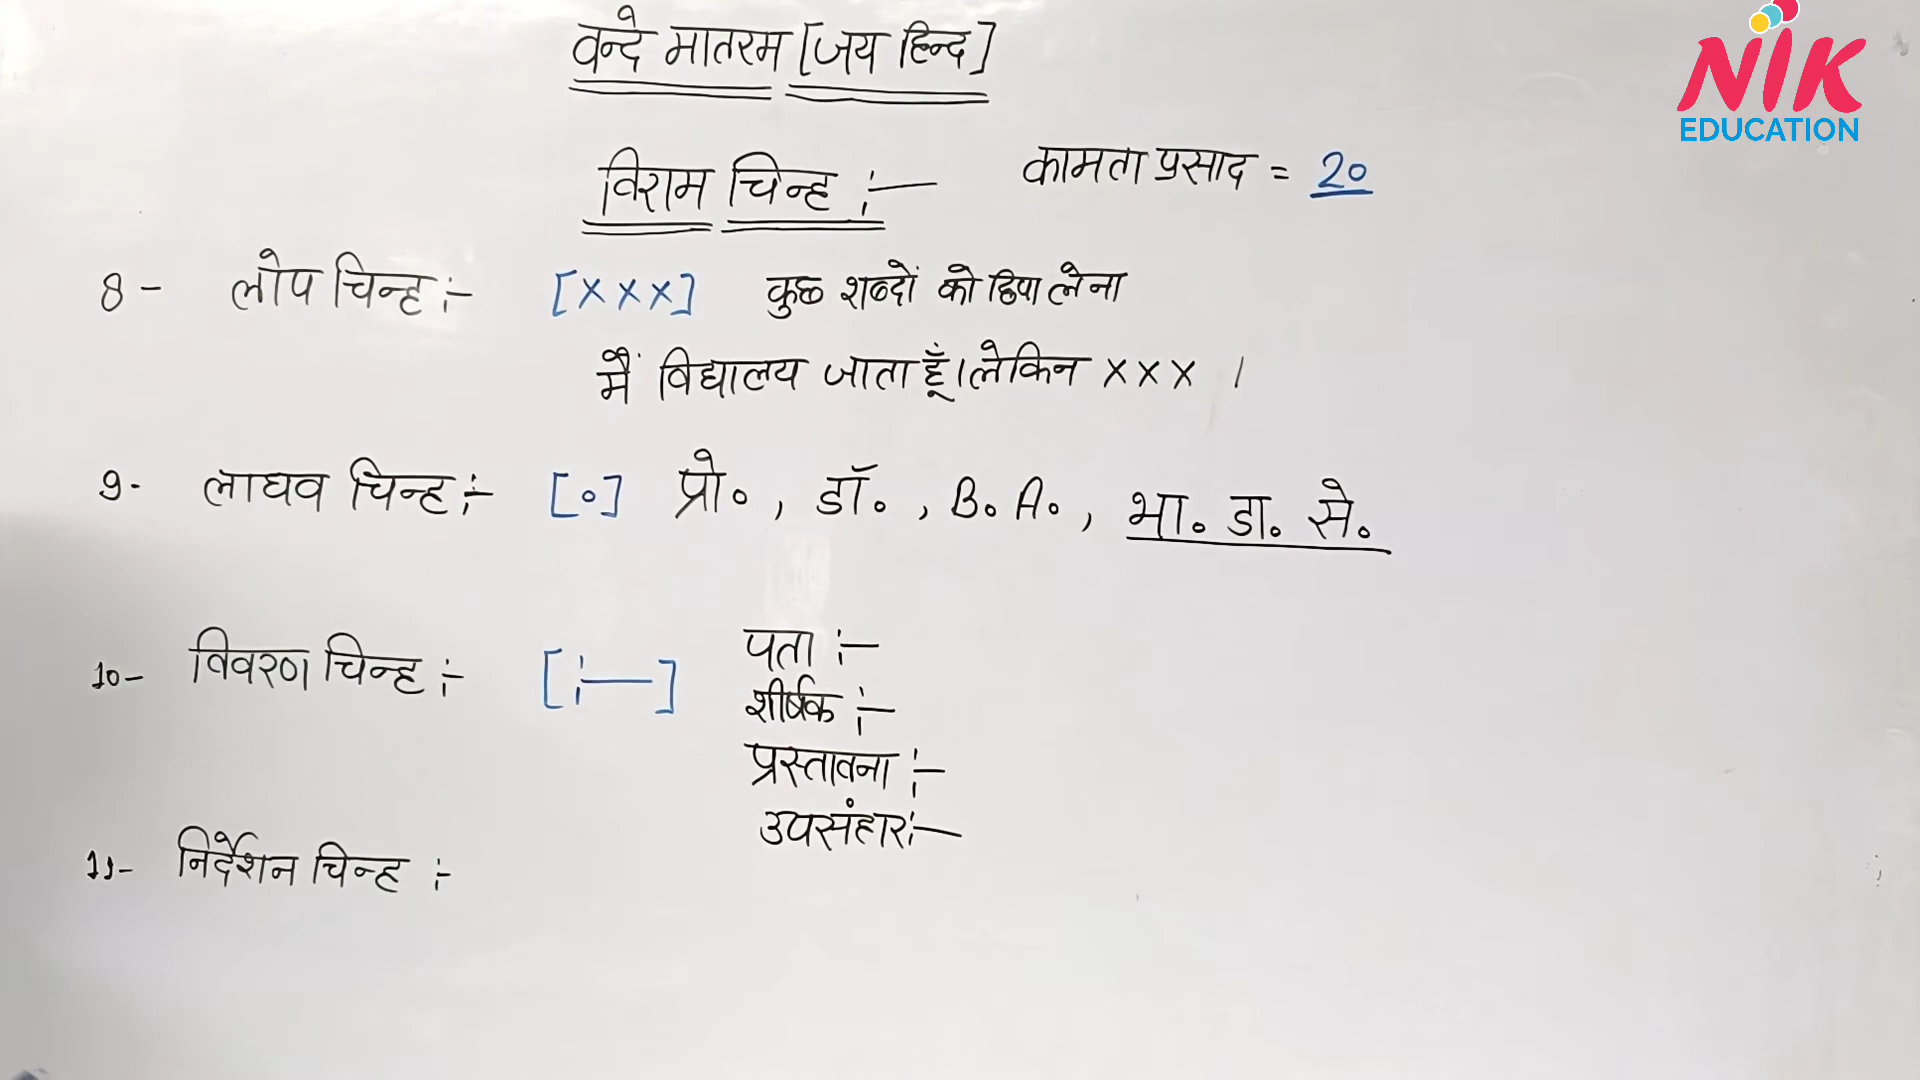 वन्दे मातरम [जय हिन्द]
NIK
EDUCATION
विराम चिन्ह :— कामता प्रसाद = 20
8 - लोप चिन्ह :- [xxx] कुछ शब्दों को छिपा लेना
मैं विद्यालय जाता हूँ। लेकिन x x x ।
9- लाघव चिन्ह :- [०] प्रो० , डॉ० , B० A० , भा० डा० से०
10- विवरण चिन्ह :- [:—] पता :—
शीर्षक :—
प्रस्तावना :—
उपसंहार :—
11- निर्देशन चिन्ह :-